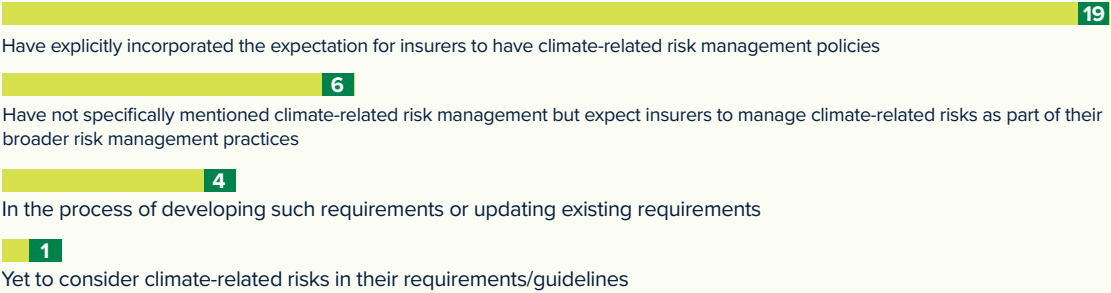 19
Have explicitly incorporated the expectation for insurers to have climate-related risk management policies
6
Have not specifically mentioned climate-related risk management but expect insurers to manage climate-related risks as part of their
broader risk management practices
4
In the process of developing such requirements or updating existing requirements
1
Yet to consider climate-related risks in their requirements/guidelines